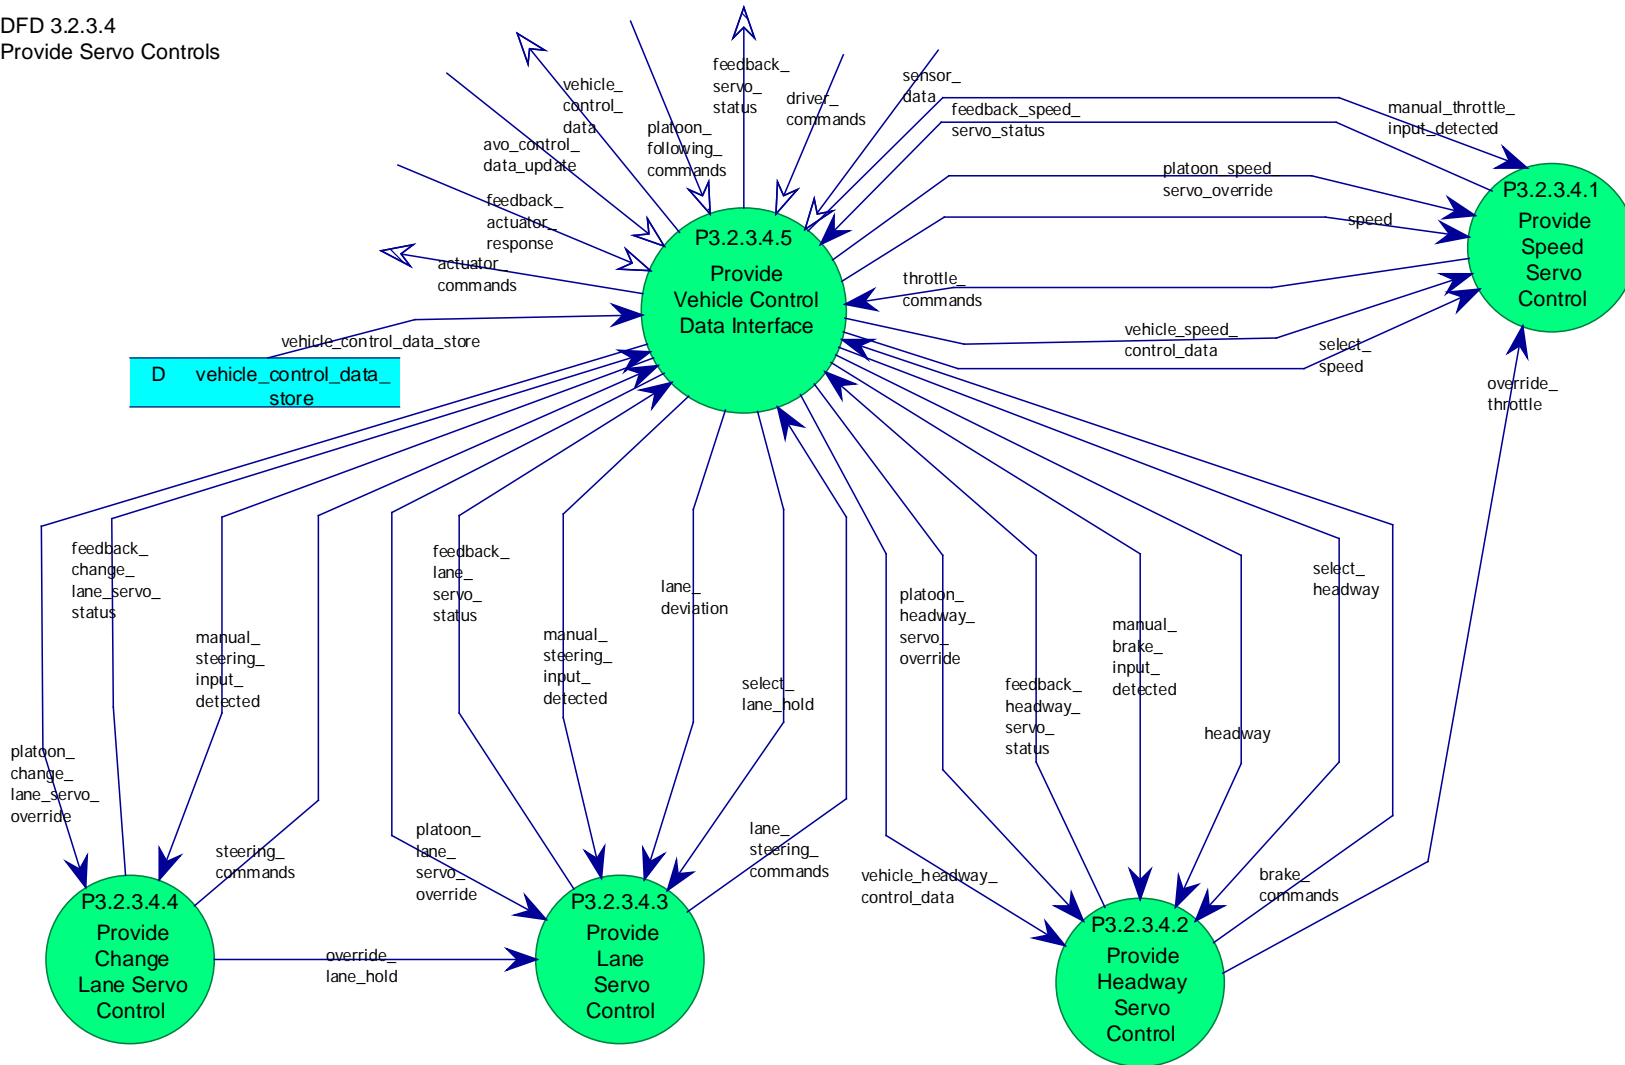 DFD 3.2.3.4
Provide Servo Controls
vehicle_
control_
data
feedback_
servo_
status
sensor_
data
driver_
commands
platoon_
following_
commands
avo_control_
data_update
feedback_
actuator_
response
actuator_
commands
feedback_speed_
servo_status
manual_throttle_
input_detected
platoon_speed_
servo_override
speed
throttle_
commands
vehicle_speed_
control_data
select_
speed
override_
throttle
P3.2.3.4.1
Provide
Speed
Servo
Control
P3.2.3.4.5
Provide
Vehicle Control
Data Interface
vehicle_control_data_store
D vehicle_control_data_
store
feedback_
change_
lane_servo_
status
manual_
steering_
input_
detected
platoon_
change_
lane_servo_
override
steering_
commands
feedback_
lane_
servo_
status
manual_
steering_
input_
detected
lane_
deviation
select_
lane_hold
platoon_
lane_
servo_
override
lane_
steering_
commands
platoon_
headway_
servo_
override
feedback_
headway_
servo_
status
manual_
brake_
input_
detected
headway
select_
headway
vehicle_headway_
control_data
brake_
commands
P3.2.3.4.4
Provide
Change
Lane Servo
Control
override_
lane_hold
P3.2.3.4.3
Provide
Lane
Servo
Control
P3.2.3.4.2
Provide
Headway
Servo
Control